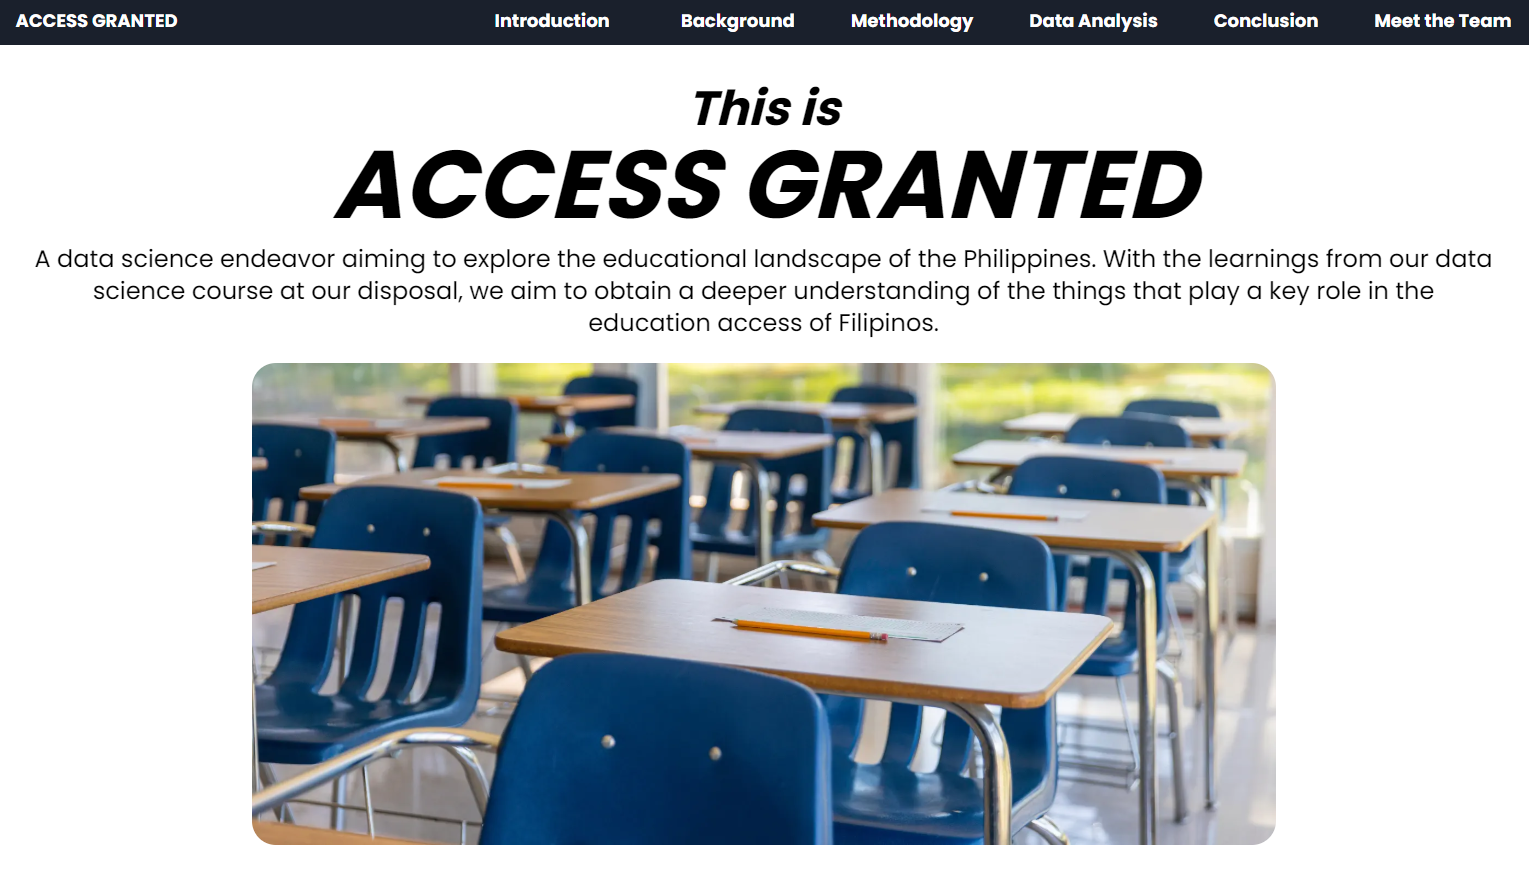 ACCESS GRANTED Introduction Background Methodology Data Analysis Conclusion Meet the Team
This is
ACCESS GRANTED
A data science endeavor aiming to explore the educational landscape of the Philippines. With the learnings from our data
science course at our disposal, we aim to obtain a deeper understanding of the things that play a key role in the
education access of Filipinos.